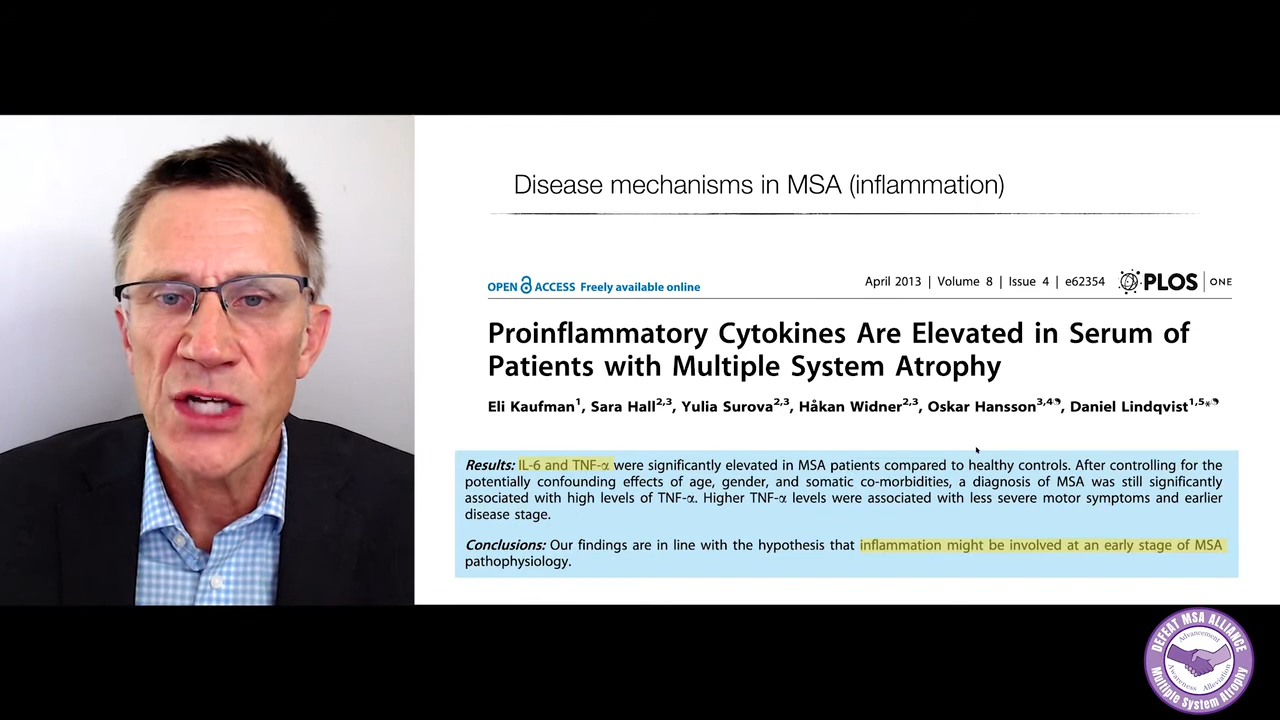 Disease mechanisms in MSA (inflammation)
OPEN ACCESS Freely available online
April 2013 | Volume 8 | Issue 4 | e62354 PLOS | ONE
Proinflammatory Cytokines Are Elevated in Serum of
Patients with Multiple System Atrophy
Eli Kaufman1, Sara Hall2,3, Yulia Surova2,3, Håkan Widner2,3, Oskar Hansson3,4, Daniel Lindqvist1,5*
Results: IL-6 and TNF-α were significantly elevated in MSA patients compared to healthy controls. After controlling for the
potentially confounding effects of age, gender, and somatic co-morbidities, a diagnosis of MSA was still significantly
associated with high levels of TNF-α. Higher TNF-α levels were associated with less severe motor symptoms and earlier
disease stage.
Conclusions: Our findings are in line with the hypothesis that inflammation might be involved at an early stage of MSA
pathophysiology.
DEFEAT MSA ALLIANCE
Advancement
Awareness Alleviation
Multiple System Atrophy